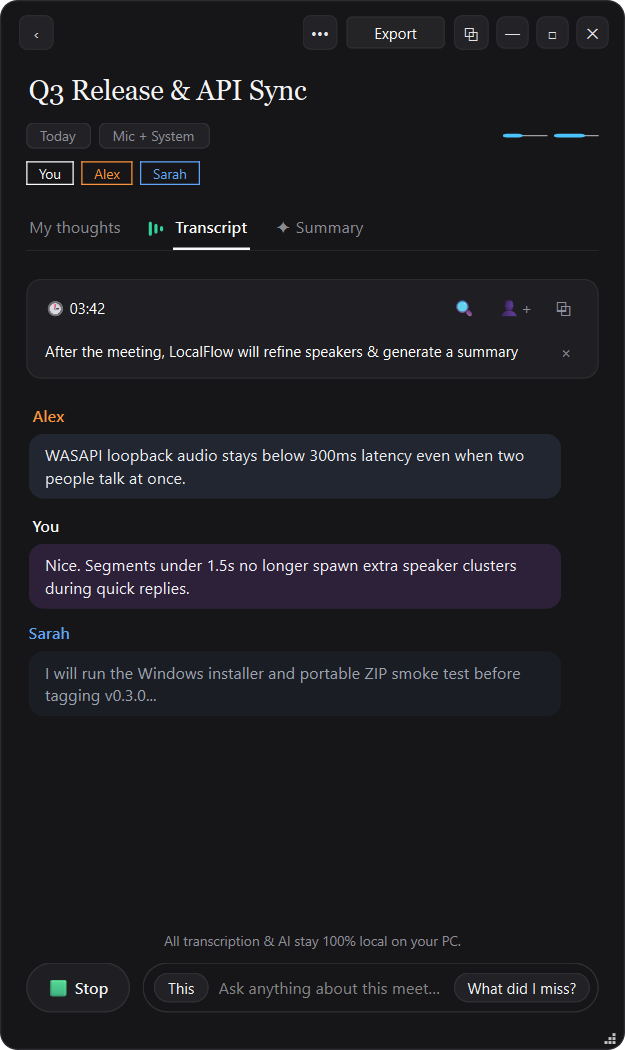 Export
Q3 Release & API Sync
Today
Mic + System
You
Alex
Sarah
My thoughts
Transcript
Summary
03:42
After the meeting, LocalFlow will refine speakers & generate a summary
Alex
WASAPI loopback audio stays below 300ms latency even when two
people talk at once.
You
Nice. Segments under 1.5s no longer spawn extra speaker clusters
during quick replies.
Sarah
I will run the Windows installer and portable ZIP smoke test before
tagging v0.3.0...
All transcription & AI stay 100% local on your PC.
Stop
This
Ask anything about this meet...
What did I miss?